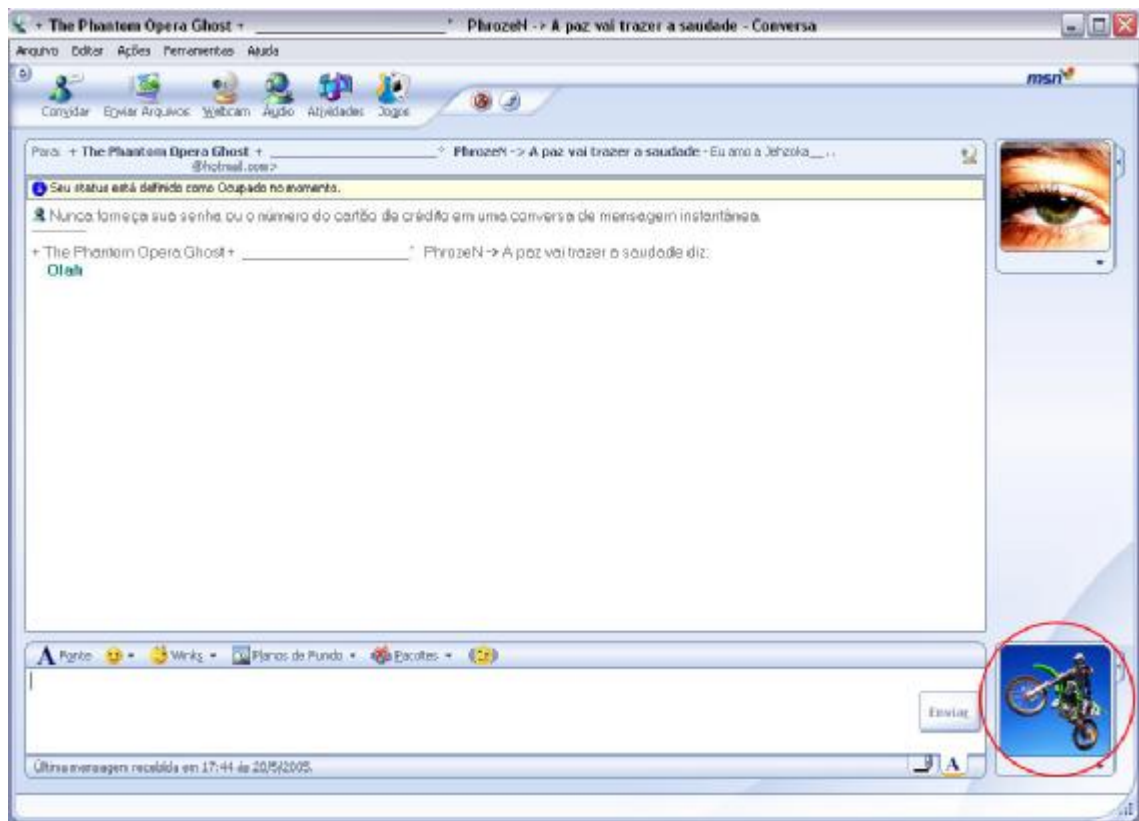 + The Phantom Opera Ghost + ____________________° PhrozeN -> A paz vai trazer a saudade - Conversa
Arquivo Editar Ações Ferramentas Ajuda
msn
Convidar Enviar Arquivos Webcam Áudio Atividades Jogos
Para: + The Phantom Opera Ghost + ____________________° PhrozeN -> A paz vai trazer a saudade - Eu amo a Jehzoka__...
@hotmail.com>
Seu status está definido como Ocupado no momento.
Nunca forneça sua senha ou o número do cartão de crédito em uma conversa de mensagem instantânea.
+ The Phantom Opera Ghost + ____________________° PhrozeN -> A paz vai trazer a saudade diz:
Olah
A Fonte Winks Planos de Fundo Pacotes
Enviar
Última mensagem recebida em 17:44 de 20/5/2005.
A